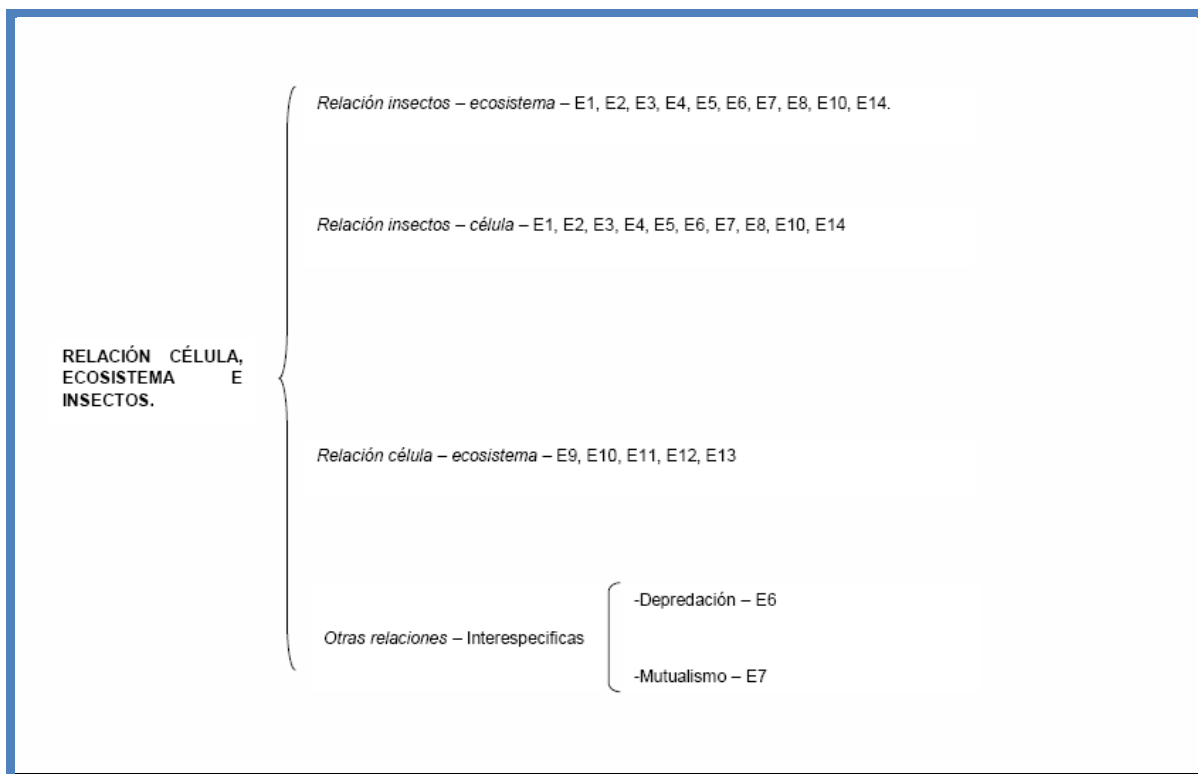 Relación insectos – ecosistema – E1, E2, E3, E4, E5, E6, E7, E8, E10, E14.
Relación insectos – célula – E1, E2, E3, E4, E5, E6, E7, E8, E10, E14
RELACIÓN CÉLULA,
ECOSISTEMA E
INSECTOS.
Relación célula – ecosistema – E9, E10, E11, E12, E13
Otras relaciones – Interespecificas
-Depredación – E6
-Mutualismo – E7